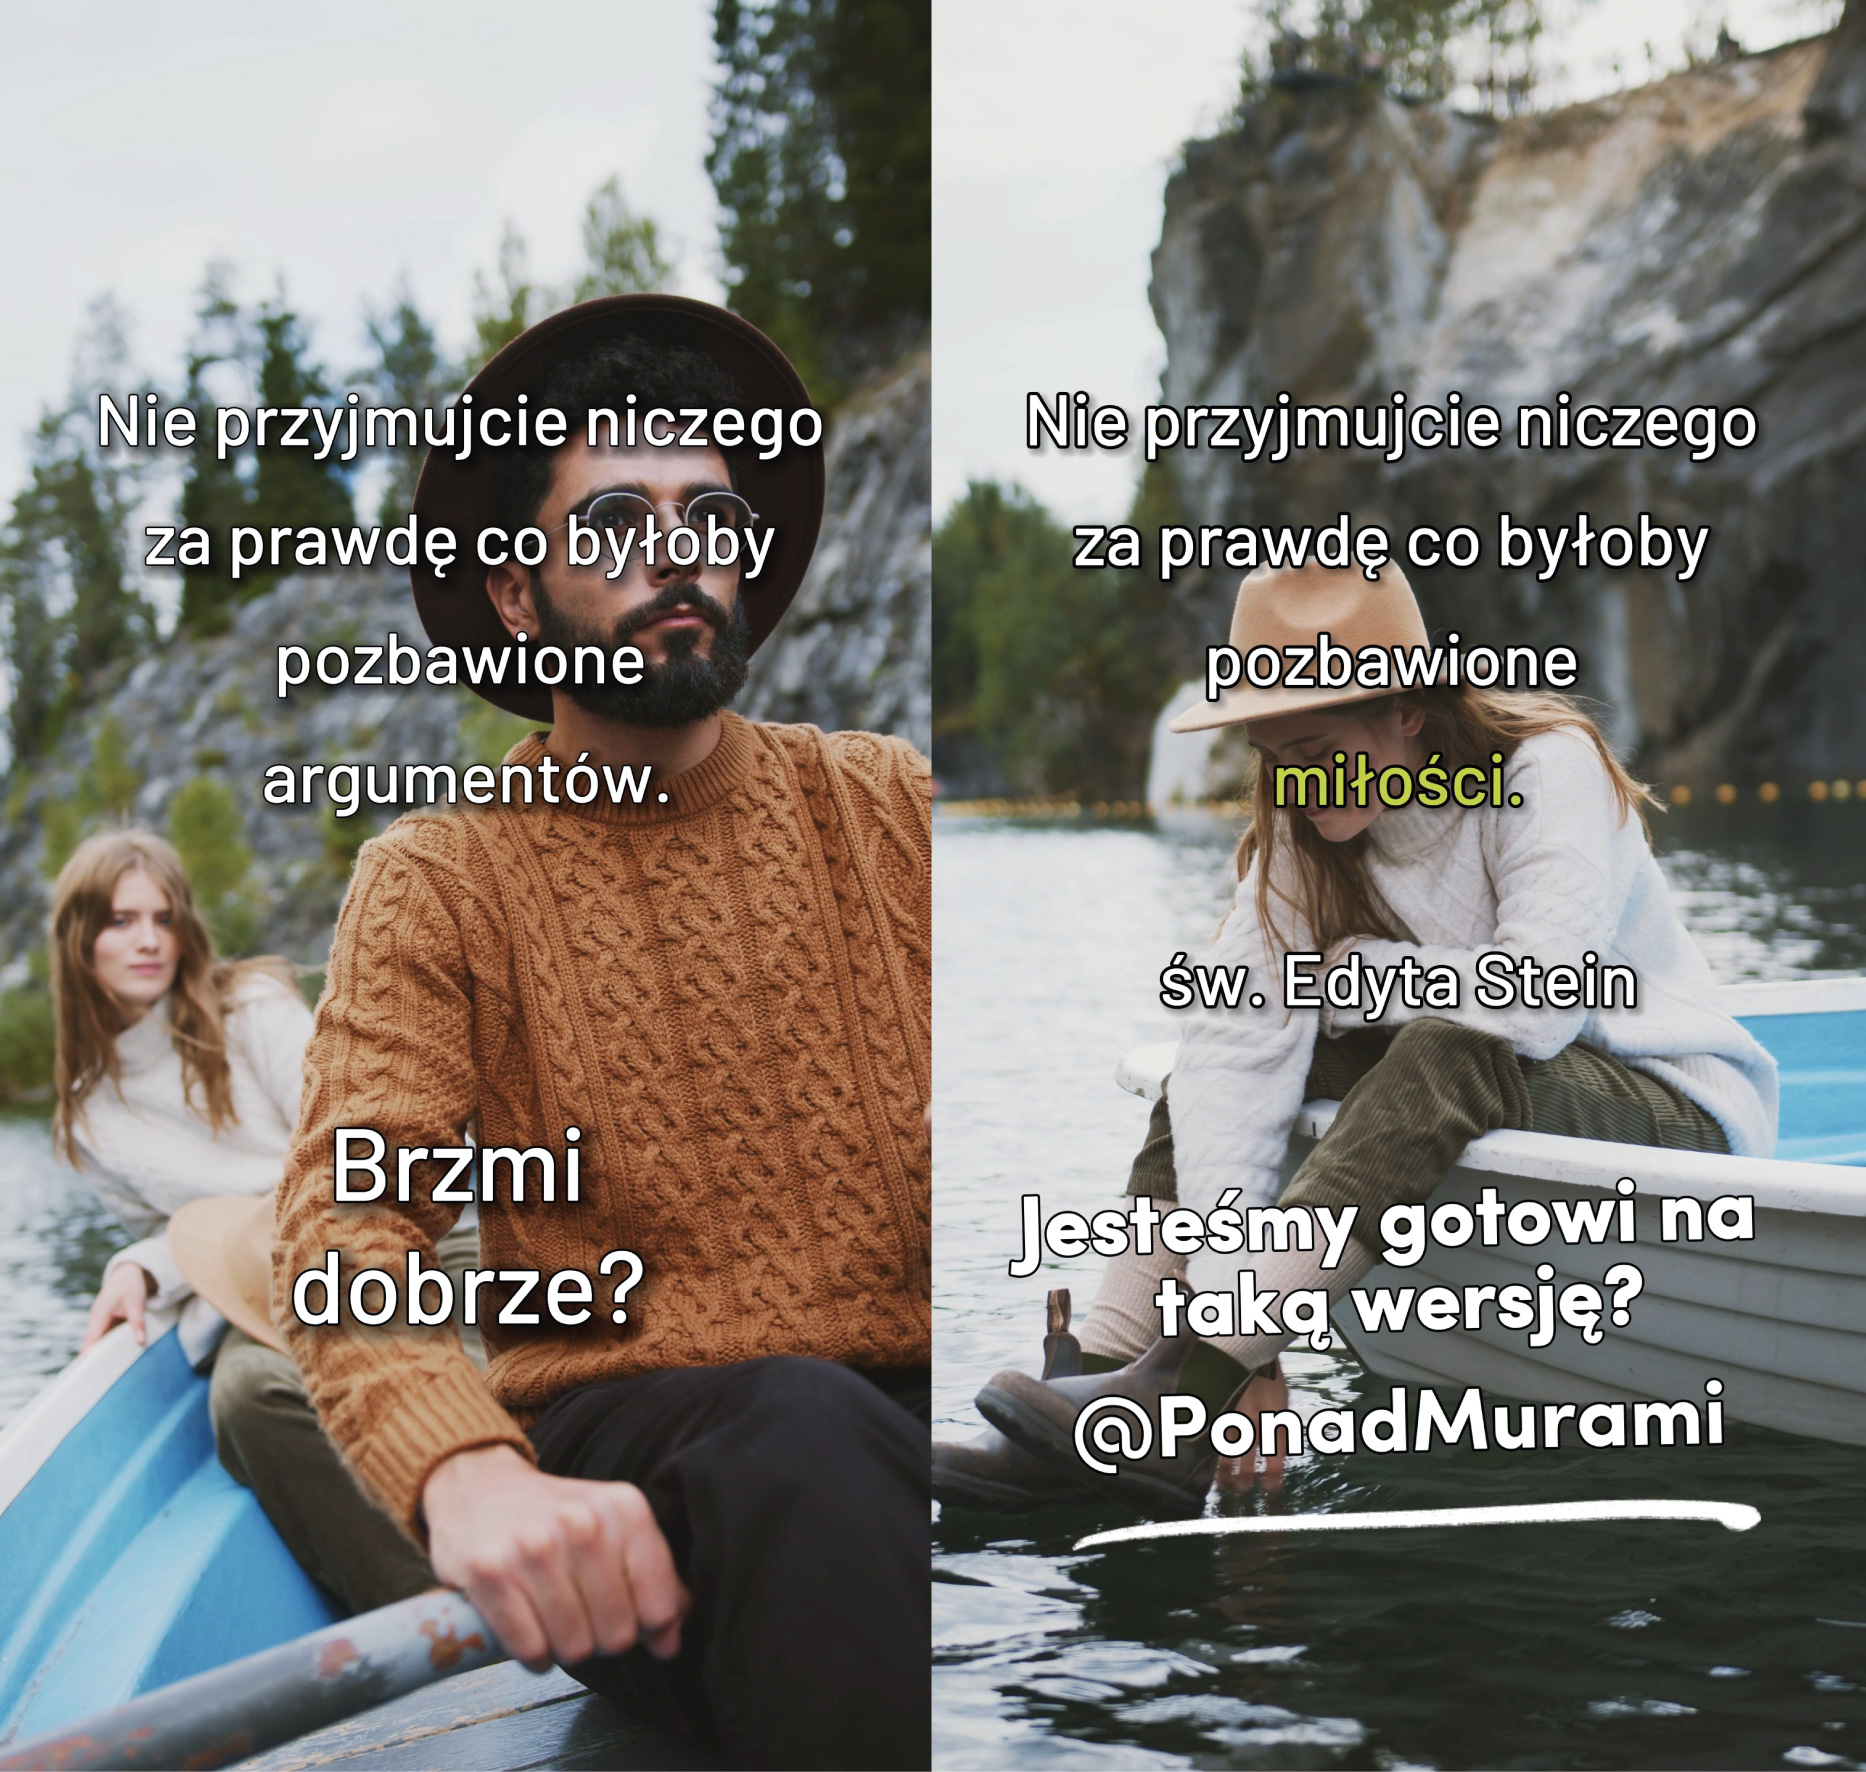 Nie przyjmujcie niczego
za prawdę co byłoby
pozbawione
argumentów.
Brzmi
dobrze?
Nie przyjmujcie niczego
za prawdę co byłoby
pozbawione
miłości.
św. Edyta Stein
Jesteśmy gotowi na
taką wersję?
@PonadMurami